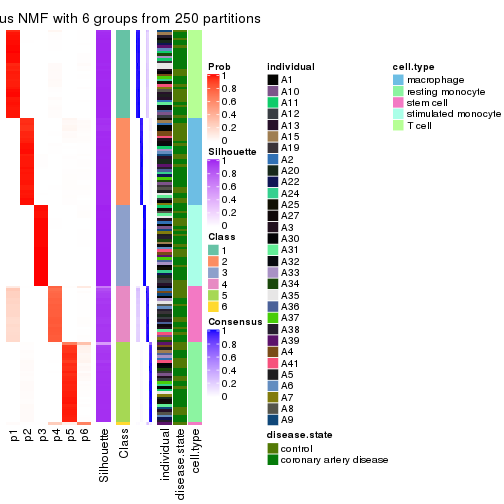 us NMF with 6 groups from 250 partitions
Prob
1
0.8
0.6
0.4
0.2
0
Silhouette
1
0.8
0.6
0.4
0.2
0
Class
1
2
3
4
5
6
Consensus
1
0.8
0.6
0.4
0.2
0
individual
A1
A10
A11
A12
A13
A15
A19
A2
A20
A22
A24
A25
A27
A3
A30
A31
A32
A33
A34
A35
A36
A37
A38
A39
A4
A41
A5
A6
A7
A8
A9
disease.state
control
coronary artery disease
cell.type
macrophage
resting monocyte
stem cell
stimulated monocyte
T cell
p1
p2
p3
p4
p5
p6
Silhouette
Class
individual
disease.state
cell.type